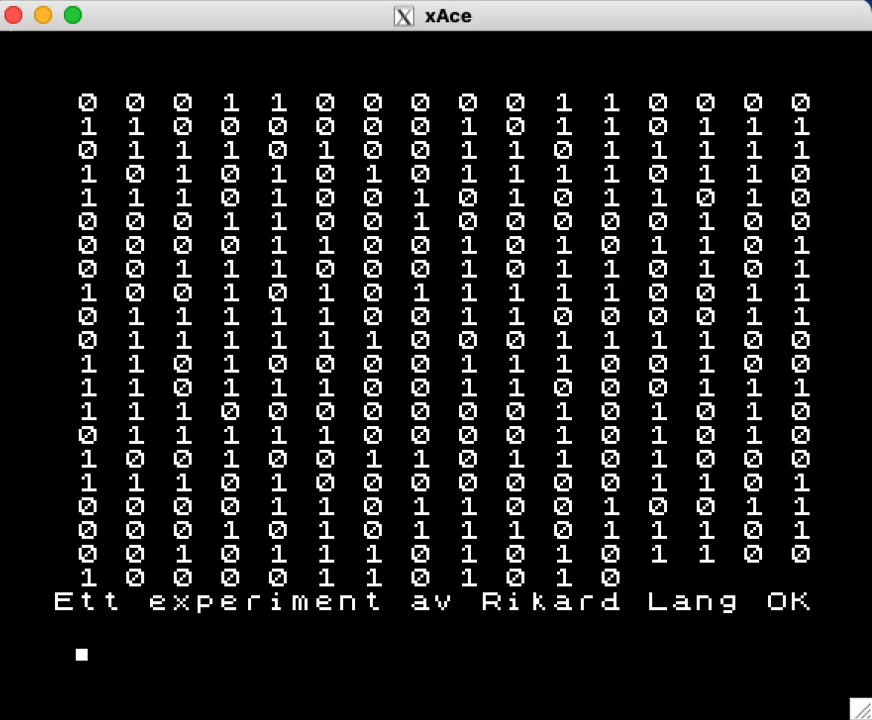 xAce
0 0 0 1 1 0 0 0 0 0 1 1 0 0 0 0
1 1 0 0 0 0 0 0 1 0 1 1 0 1 1 1
0 1 1 1 0 1 0 0 1 1 0 1 1 1 1 1
1 0 1 0 1 0 1 0 1 0 1 1 0 1 1 0
1 1 1 0 1 0 0 1 0 1 0 1 1 0 1 0
0 0 0 1 1 0 0 1 0 0 0 0 0 1 0 0
0 0 0 0 1 1 0 0 1 0 1 0 1 1 0 1
0 0 1 1 1 0 0 0 1 0 1 1 0 1 0 1
1 0 0 1 0 1 0 1 1 1 1 1 0 0 1 1
0 1 1 1 1 1 0 0 1 1 0 0 0 0 1 1
0 1 1 1 1 1 1 0 0 0 1 1 1 1 0 0
1 1 0 1 0 0 0 0 1 1 1 0 0 1 0 0
1 1 0 1 1 1 0 0 1 1 0 0 0 1 1 1
1 1 1 0 0 0 0 0 0 0 1 0 1 0 1 0
0 1 1 1 1 1 0 0 0 0 1 0 1 0 0 0
1 0 0 1 0 0 1 1 0 1 1 0 1 0 0 0
1 1 1 0 1 0 0 0 0 0 0 1 1 1 0 1
0 0 0 0 1 1 0 1 1 0 0 1 0 0 1 1
0 0 0 1 0 1 0 1 1 1 0 1 1 1 0 1
0 0 1 0 1 1 1 0 1 0 1 0 1 1 0 0
1 0 0 0 0 1 1 0 1 0 1 0
Ett experiment av Rikard Lang OK